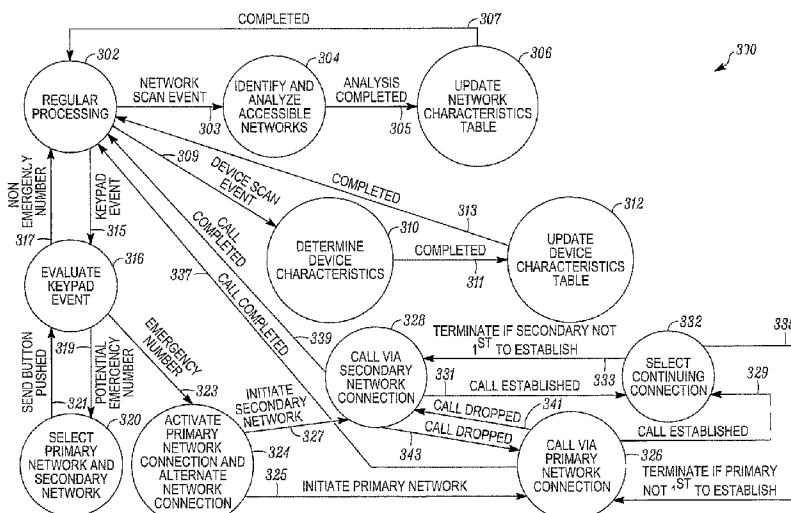 COMPLETED
307
302
304
306
300
REGULAR
PROCESSING
NETWORK
SCAN EVENT
303
IDENTIFY AND
ANALYZE
ACCESSIBLE
NETWORKS
ANALYSIS
COMPLETED
305
UPDATE
NETWORK
CHARACTERISTICS
TABLE
309
DEVICE SCAN
EVENT
COMPLETED
313
NON
EMERGENCY
NUMBER
317
KEYPAD
EVENT
315
CALL
COMPLETED
310
DETERMINE
DEVICE
CHARACTERISTICS
COMPLETED
311
312
UPDATE
DEVICE
CHARACTERISTICS
TABLE
316
EVALUATE
KEYPAD
EVENT
337
CALL COMPLETED
339
328
CALL VIA
SECONDARY
NETWORK
CONNECTION
TERMINATE IF SECONDARY NOT
1ST TO ESTABLISH
333
332
335
SELECT
CONTINUING
CONNECTION
331
CALL ESTABLISHED
329
SEND BUTTON
PUSHED
321
319
POTENTIAL
EMERGENCY
NUMBER
EMERGENCY
NUMBER
323
320
SELECT
PRIMARY
NETWORK AND
SECONDARY
NETWORK
INITIATE
SECONDARY
NETWORK
327
ACTIVATE
PRIMARY
NETWORK
CONNECTION AND
ALTERNATE
NETWORK
CONNECTION
324
325
INITIATE PRIMARY NETWORK
CALL DROPPED
341
CALL DROPPED
343
CALL VIA
PRIMARY
NETWORK
CONNECTION
CALL ESTABLISHED
326
TERMINATE IF PRIMARY
NOT 1ST TO ESTABLISH